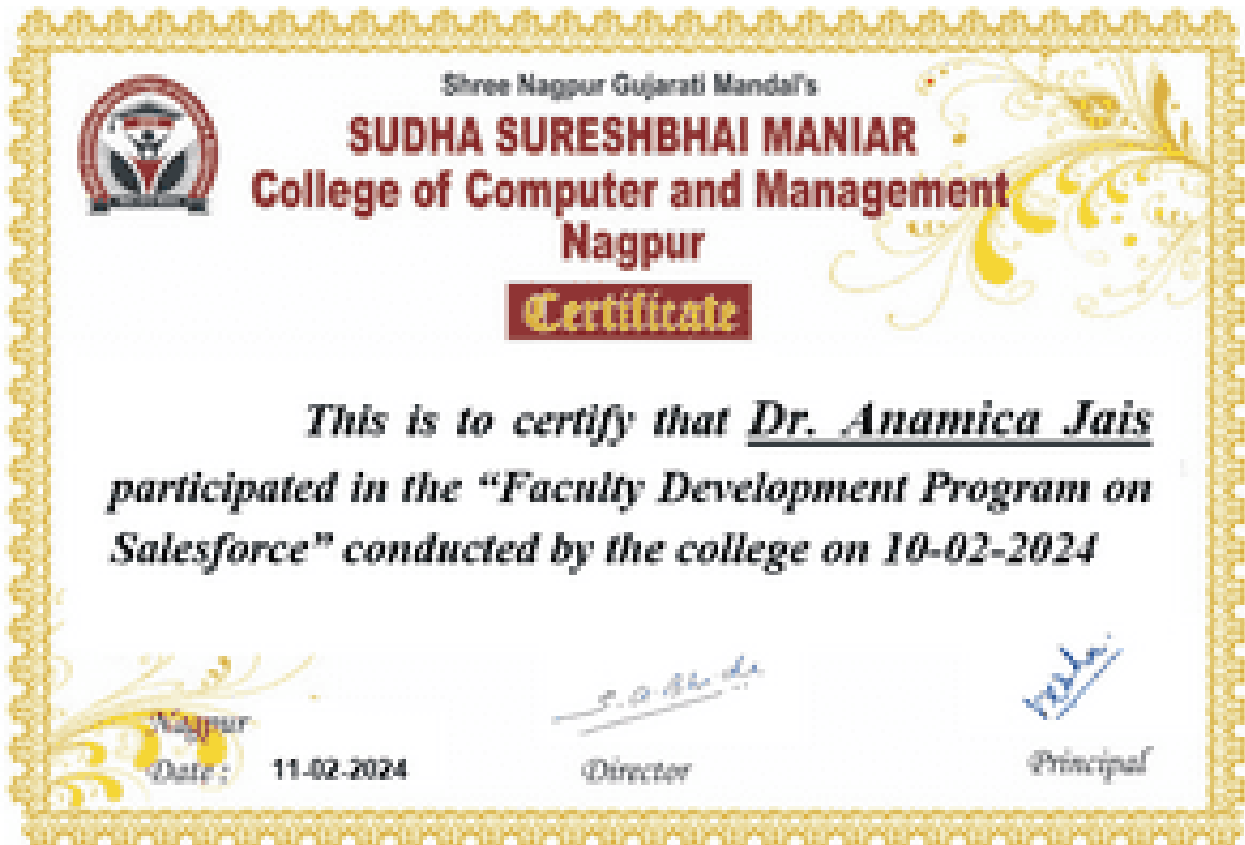 Shree Nagpur Gujarati Mandal's
SUDHA SURESHBHAI MANIAR
College of Computer and Management
Nagpur
Certificate
This is to certify that Dr. Anamica Jais
participated in the “Faculty Development Program on
Salesforce” conducted by the college on 10-02-2024
Nagpur
Date : 11-02-2024
Director
Principal